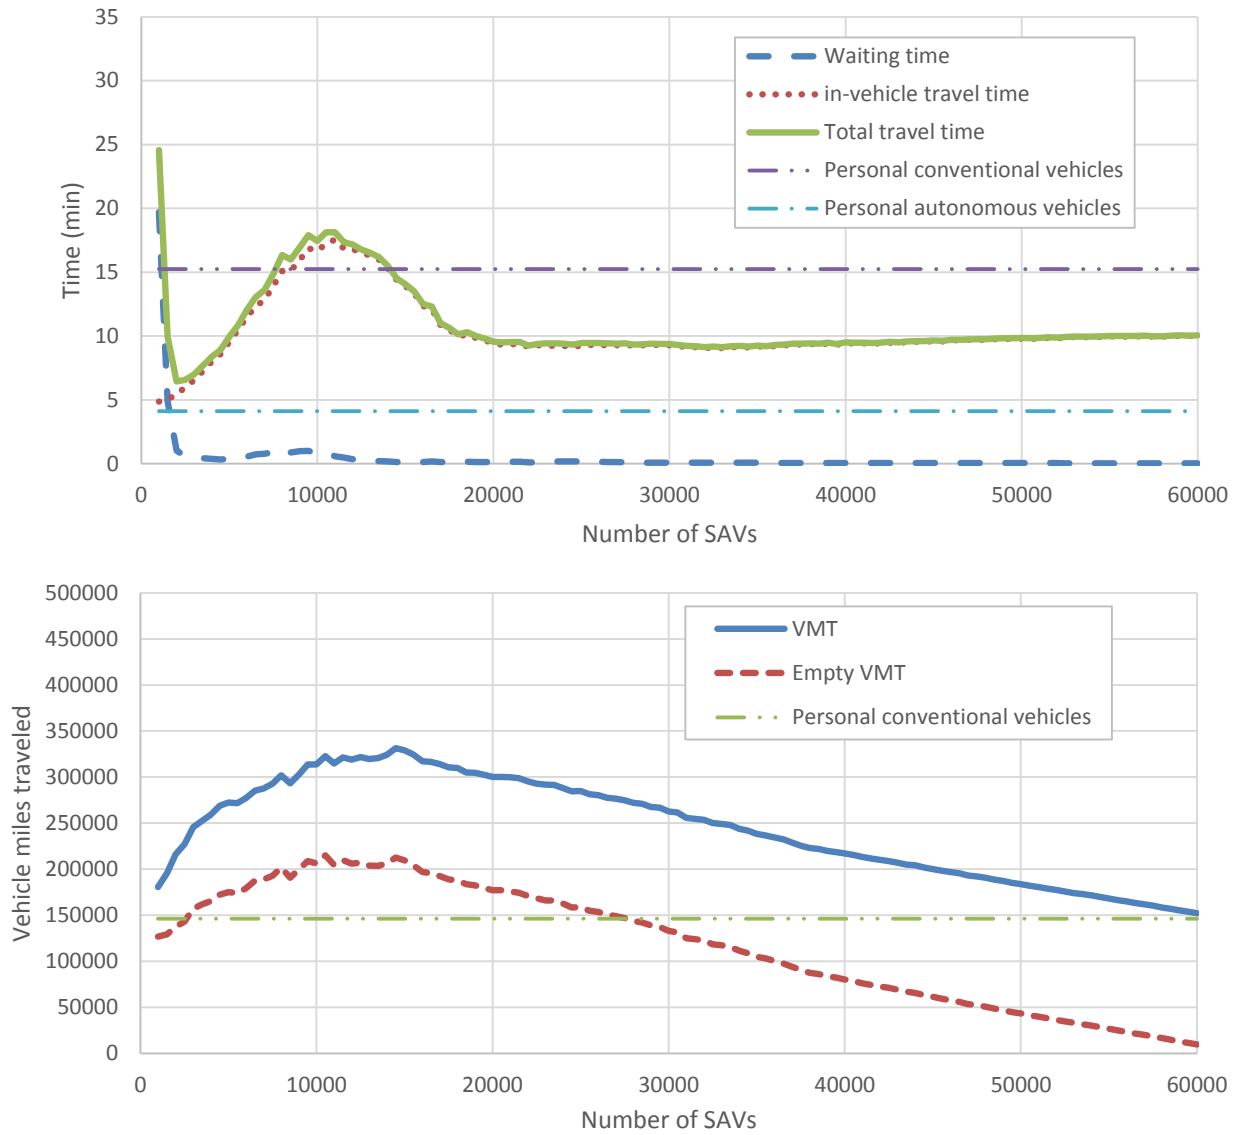 35
30
25
20
15
10
5
0
Time (min)
Waiting time
in-vehicle travel time
Total travel time
Personal conventional vehicles
Personal autonomous vehicles
0 10000 20000 30000 40000 50000 60000
Number of SAVs
500000
450000
400000
350000
300000
250000
200000
150000
100000
50000
0
Vehicle miles traveled
VMT
Empty VMT
Personal conventional vehicles
0 10000 20000 30000 40000 50000 60000
Number of SAVs